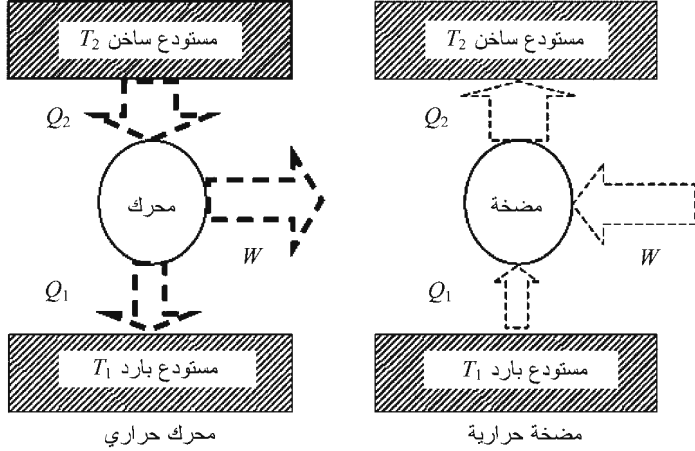 مستودع ساخن T₂
Q₂
محرك
W
Q₁
مستودع بارد T₁
محرك حراري
مستودع ساخن T₂
Q₂
مضخة
W
Q₁
مستودع بارد T₁
مضخة حرارية